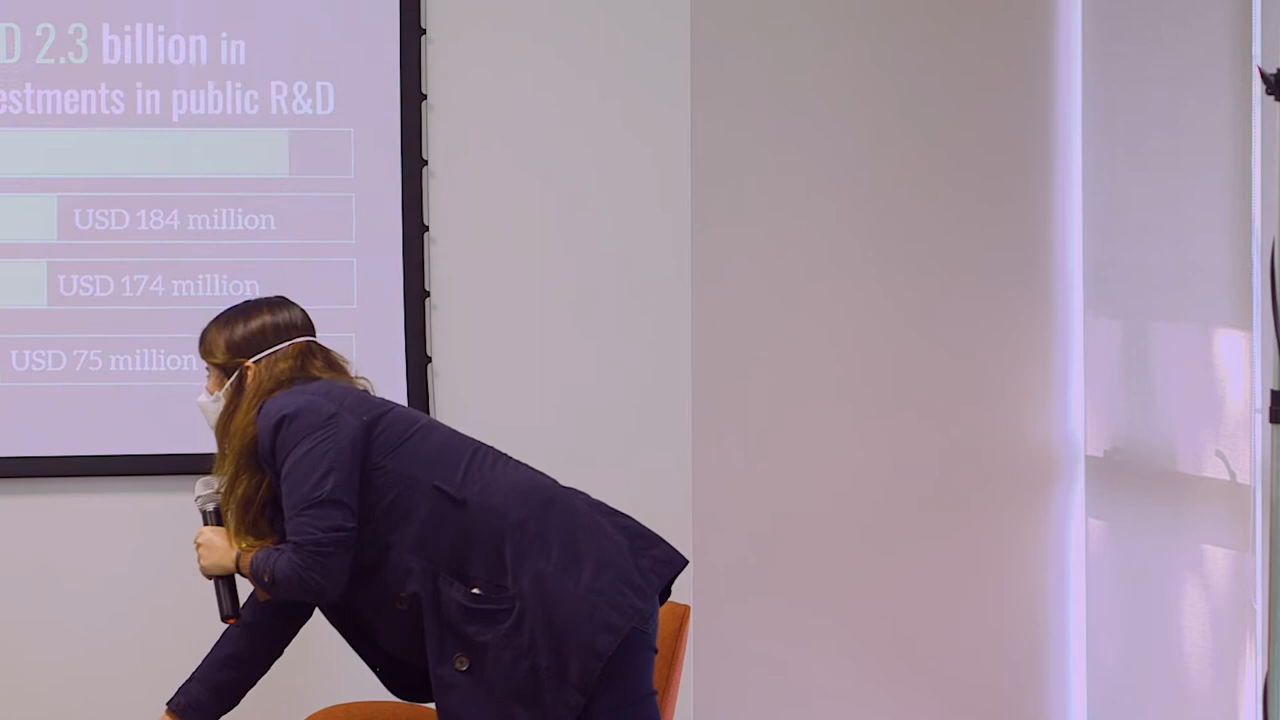 D 2.3 billion in
estments in public R&D
USD 184 million
USD 174 million
USD 75 million